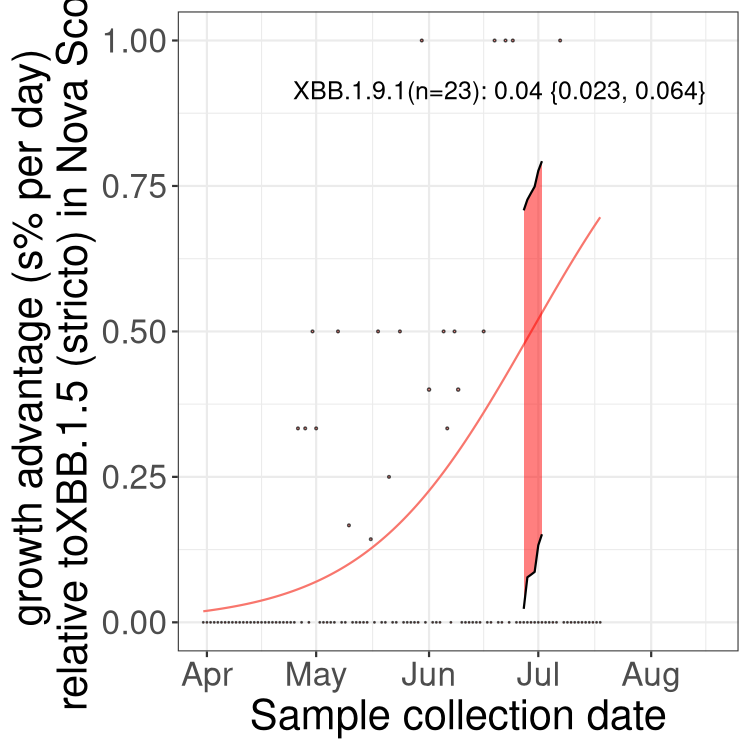 growth advantage (s% per day)
relative toXBB.1.5 (stricto) in Nova Sco
1.00
0.75
0.50
0.25
0.00
XBB.1.9.1(n=23): 0.04 {0.023, 0.064}
Apr May Jun Jul Aug
Sample collection date